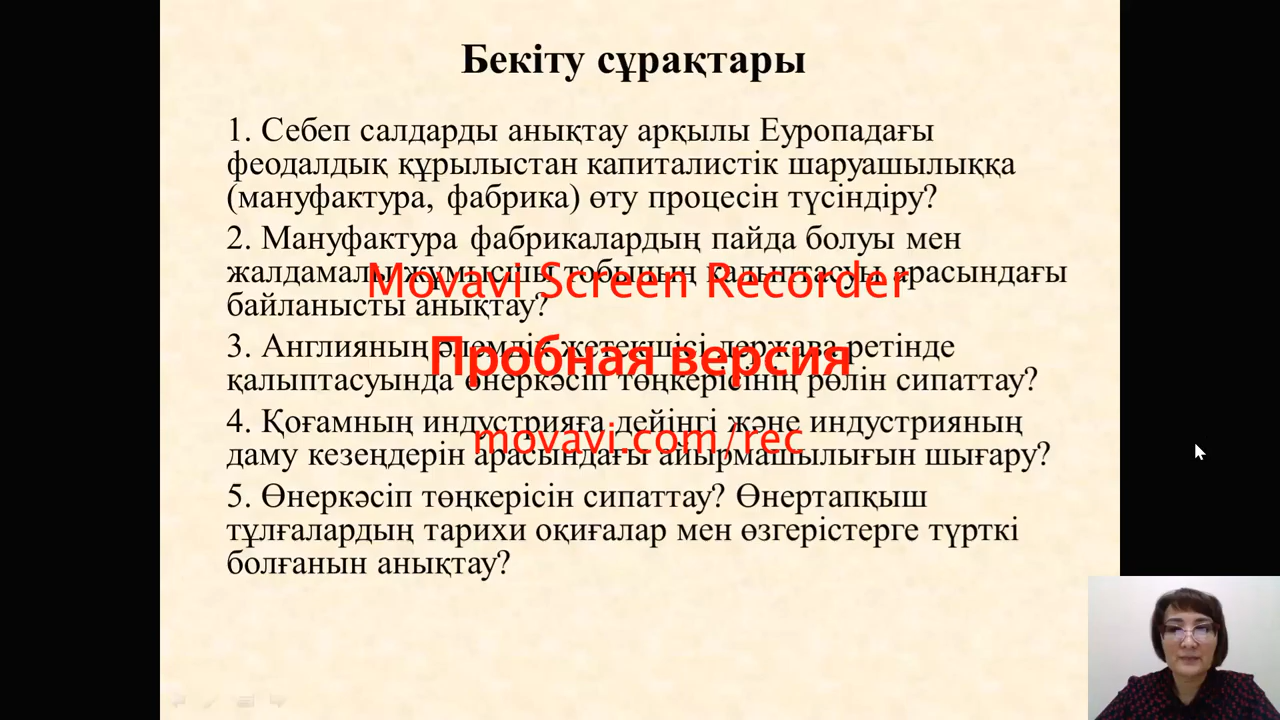 Бекіту сұрақтары
1. Себеп салдарды анықтау арқылы Еуропадағы
феодалдық құрылыстан капиталистік шаруашылыққа
(мануфактура, фабрика) өту процесін түсіндіру?
2. Мануфактура фабрикалардың пайда болуы мен
жалдамалы жұмысшы тобының қалыптасуы арасындағы
байланысты анықтау?
3. Англияның әлемдік жетекшісі держава ретінде
қалыптасуында өнеркәсіп төңкерісінің рөлін сипаттау?
4. Қоғамның индустрияға дейінгі және индустрияның
даму кезеңдерін арасындағы айырмашылығын шығару?
5. Өнеркәсіп төңкерісін сипаттау? Өнертапқыш
тұлғалардың тарихи оқиғалар мен өзгерістерге түрткі
болғанын анықтау?
Movavi Screen Recorder
Пробная версия
movavi.com/rec